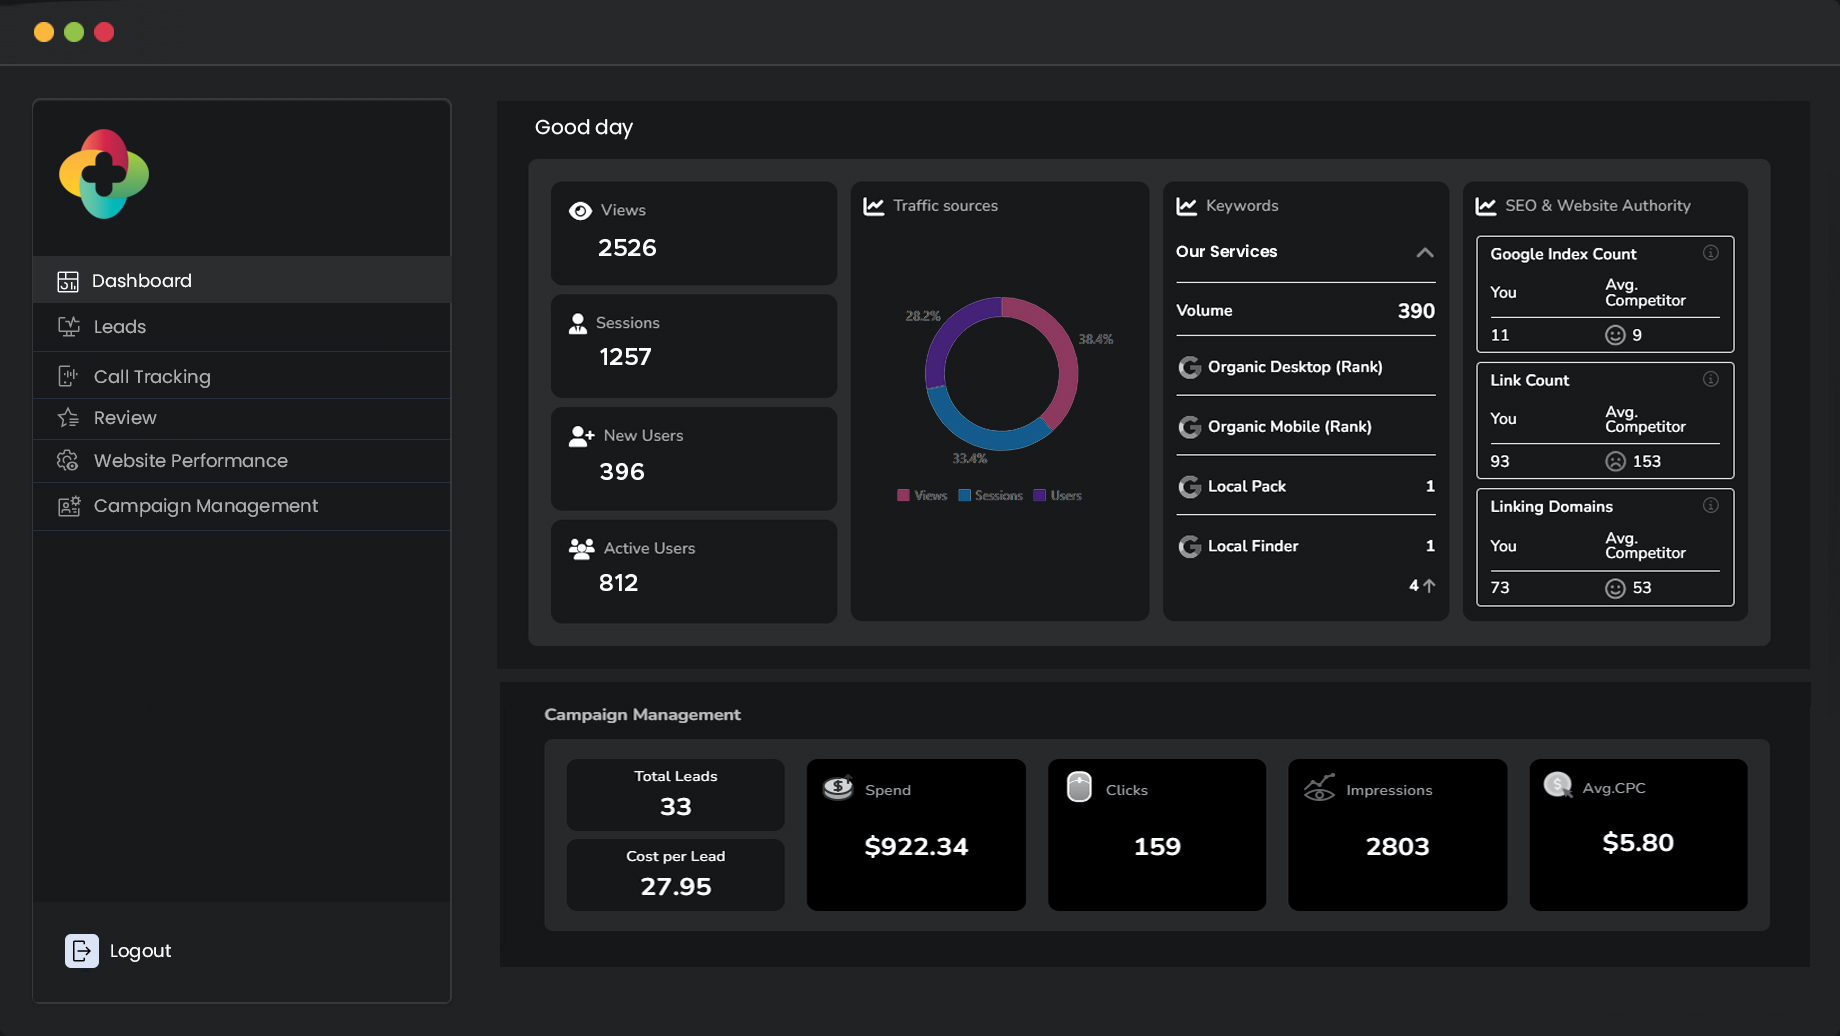 Good day
Dashboard
Leads
Call Tracking
Review
Website Performance
Campaign Management
Logout
Views
2526
Sessions
1257
New Users
396
Active Users
812
Traffic sources
28.2%
38.4%
33.4%
Views Sessions Users
Keywords
Our Services
Volume 390
Organic Desktop (Rank)
Organic Mobile (Rank)
Local Pack 1
Local Finder 1
4
SEO & Website Authority
Google Index Count
You Avg. Competitor
11 9
Link Count
You Avg. Competitor
93 153
Linking Domains
You Avg. Competitor
73 53
Campaign Management
Total Leads
33
Cost per Lead
27.95
Spend
$922.34
Clicks
159
Impressions
2803
Avg.CPC
$5.80